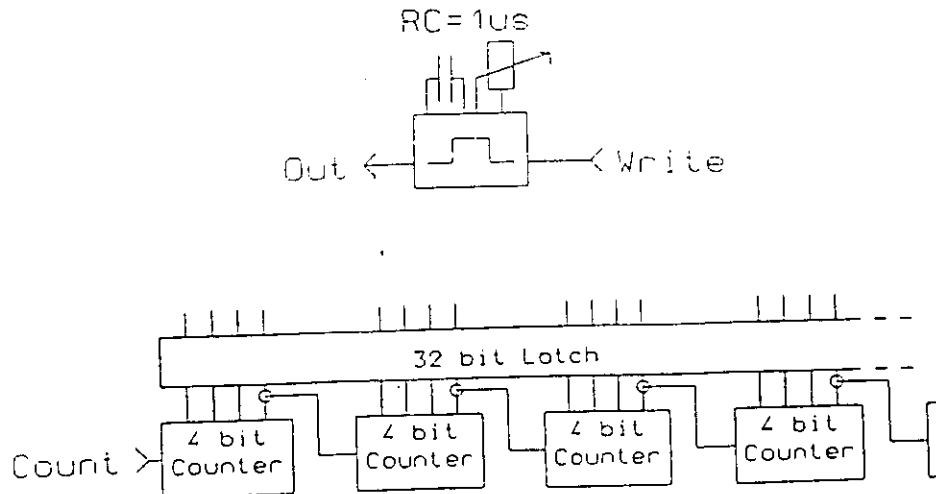 RC=1us
Out
Write
32 bit Latch
4 bit
Counter
4 bit
Counter
4 bit
Counter
4 bit
Counter
Count